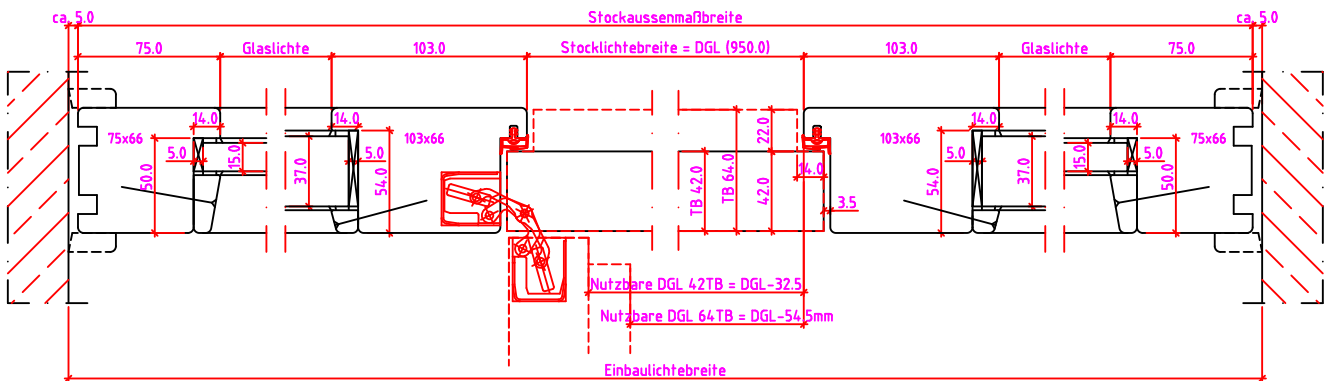 ca. 5.0 Stockaussenmaßbreite ca. 5.0
75.0 Glaslichte 103.0 Stocklichtebreite = DGL (950.0) 103.0 Glaslichte 75.0
14.0 14.0 22.0 14.0 14.0
75x66 103x66 103x66 75x66
5.0 15.0 5.0 5.0 15.0 5.0
50.0 37.0 54.0 TB 42.0 TB 64.0 42.0 14.0 54.0 37.0 50.0
3.5
Nutzbare DGL 42TB = DGL-32.5
Nutzbare DGL 64TB = DGL-54.5mm
Einbaulichtebreite